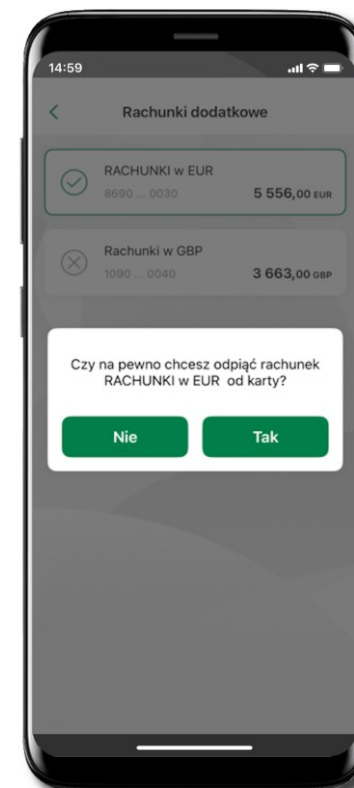 14:59
Rachunki dodatkowe
RACHUNKI w EUR
8690 ... 0030 5 556,00 EUR
Rachunki w GBP
1090 ... 0040 3 663,00 GBP
Czy na pewno chcesz odpiąć rachunek
RACHUNKI w EUR od karty?
Nie Tak